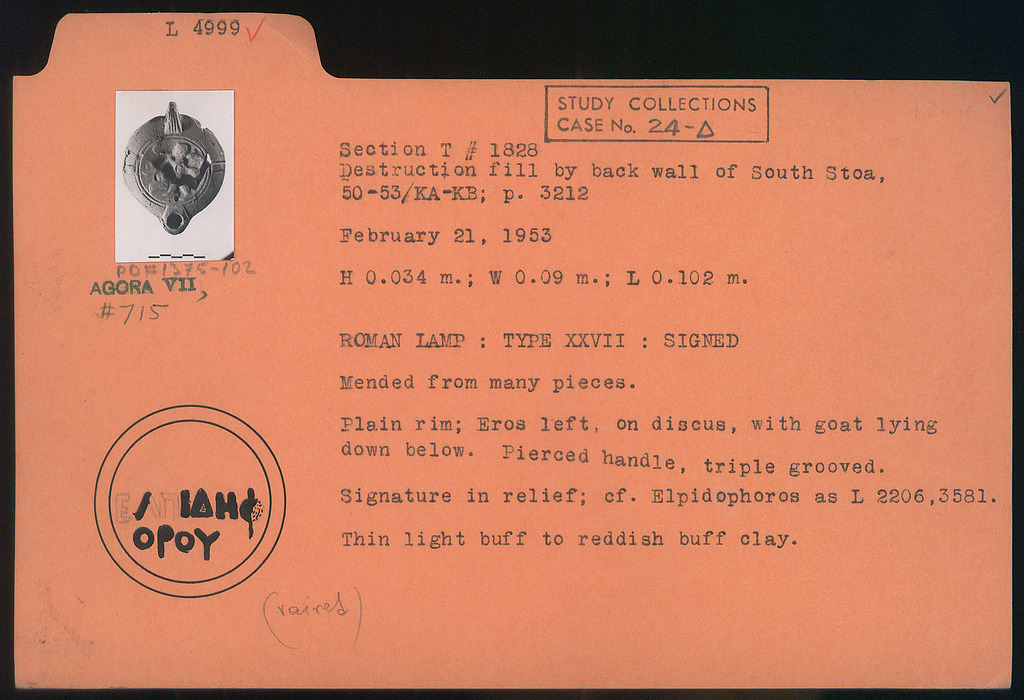 L 4999 ✓
STUDY COLLECTIONS
CASE No. 24-Δ
✓
Section T # 1828
Destruction fill by back wall of South Stoa,
50-53/KA-KB; p. 3212
February 21, 1953
H 0.034 m.; W 0.09 m.; L 0.102 m.
PD#1375-102
AGORA VII,
#715
ROMAN LAMP : TYPE XXVII : SIGNED
Mended from many pieces.
Plain rim; Eros left, on discus, with goat lying
down below. Pierced handle, triple grooved.
Signature in relief; cf. Elpidophoros as L 2206,3581.
Thin light buff to reddish buff clay.
ΕΛΠΙΔΗΦ
ΟΡΟΥ
(raised)